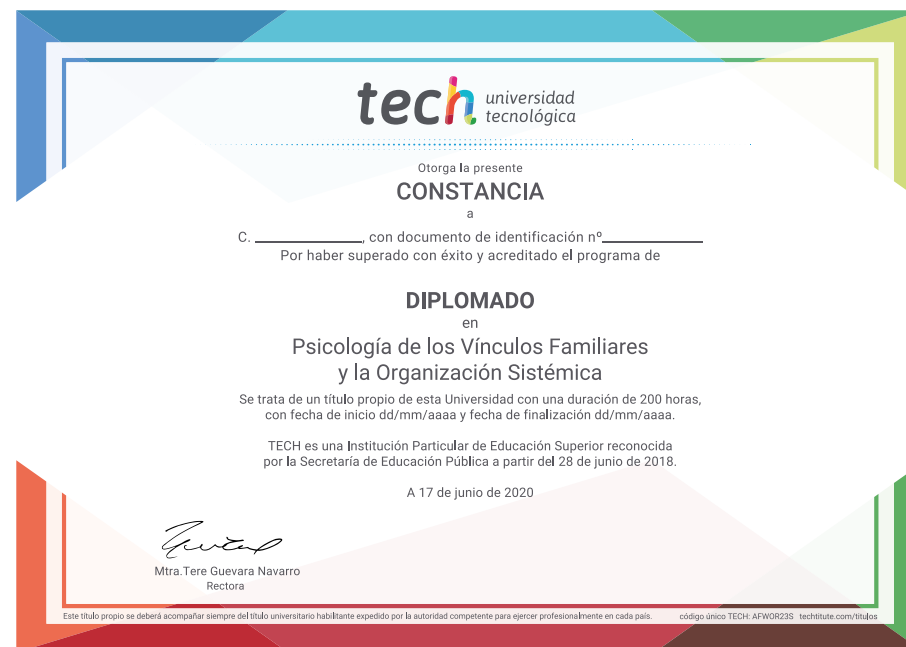 tech universidad
tecnológica
Otorga la presente
CONSTANCIA
a
C. ____________, con documento de identificación nº____________
Por haber superado con éxito y acreditado el programa de
DIPLOMADO
en
Psicología de los Vínculos Familiares
y la Organización Sistémica
Se trata de un título propio de esta Universidad con una duración de 200 horas,
con fecha de inicio dd/mm/aaaa y fecha de finalización dd/mm/aaaa.
TECH es una Institución Particular de Educación Superior reconocida
por la Secretaría de Educación Pública a partir del 28 de junio de 2018.
A 17 de junio de 2020
Mtra.Tere Guevara Navarro
Rectora
Este título propio se deberá acompañar siempre del título universitario habilitante expedido por la autoridad competente para ejercer profesionalmente en cada país. código único TECH: AFWOR23S techtitute.com/titulos